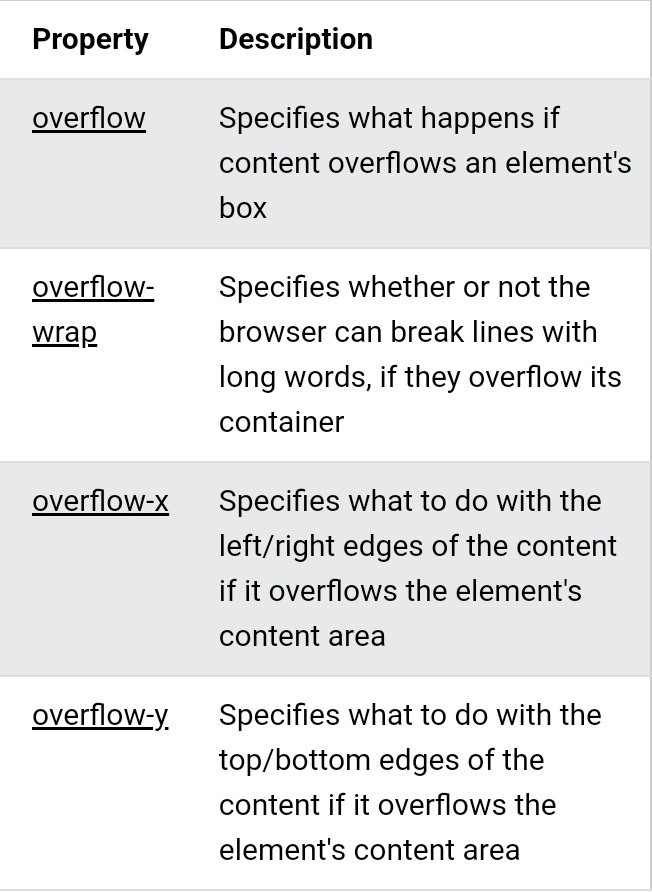 Property Description
overflow Specifies what happens if
content overflows an element's
box
overflow- Specifies whether or not the
wrap browser can break lines with
long words, if they overflow its
container
overflow-x Specifies what to do with the
left/right edges of the content
if it overflows the element's
content area
overflow-y Specifies what to do with the
top/bottom edges of the
content if it overflows the
element's content area